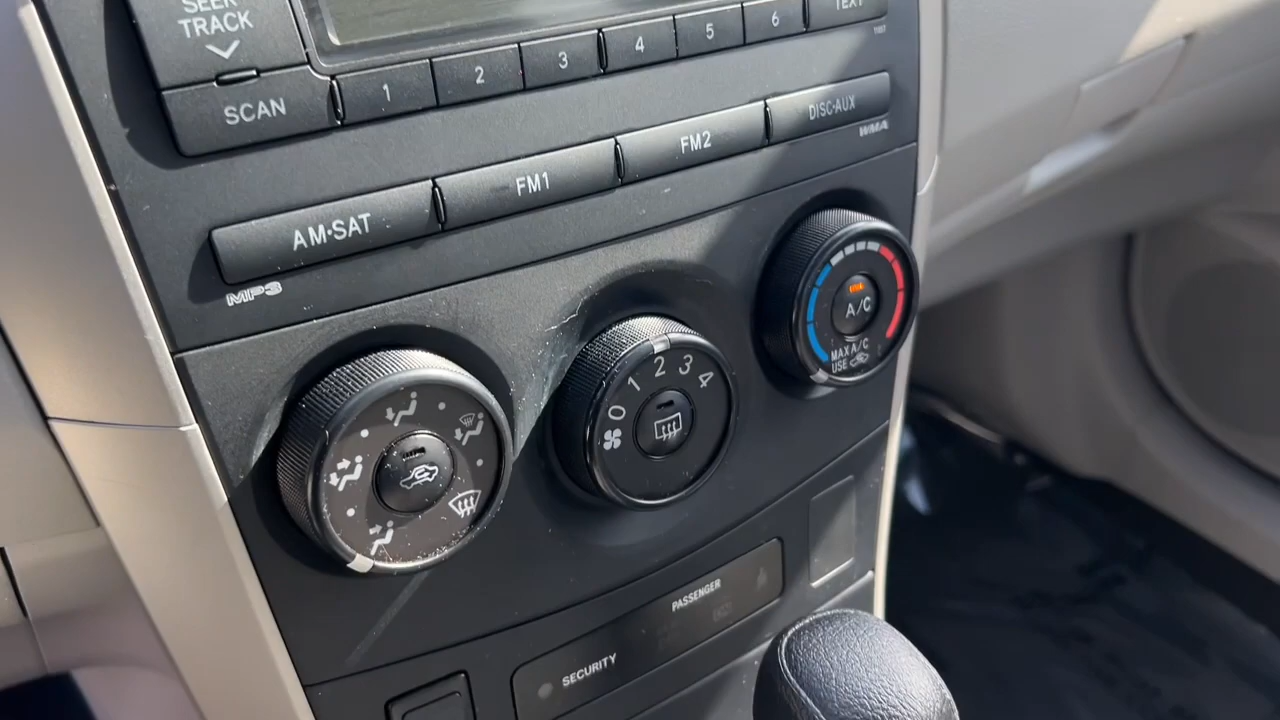 SEEK
TRACK
SCAN
1
2
3
4
5
6
TEXT
AM·SAT
FM1
FM2
DISC·AUX
MP3
WMA
0
1
2
3
4
A/C
MAX A/C
USE
PASSENGER
SECURITY